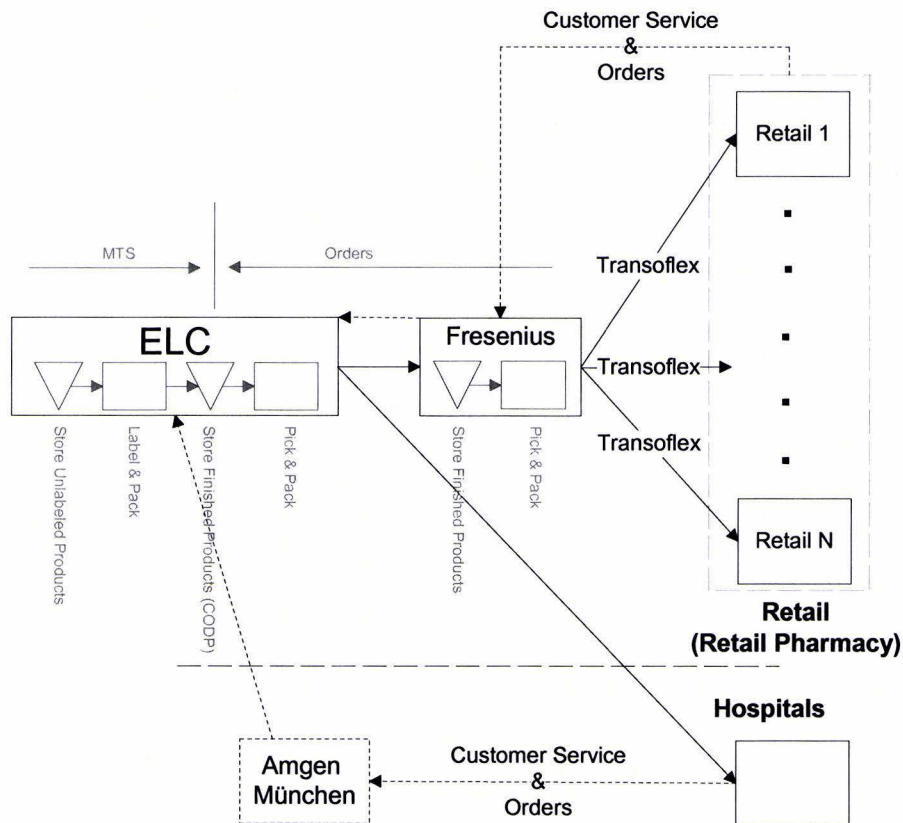 Customer Service
&
Orders
Retail 1
MTS
Orders
Transoflex
ELC
Fresenius
Transoflex
Transoflex
Store Unlabeled Products
Label & Pack
Store Finished Products (CODP)
Pick & Pack
Store Finished Products
Pick & Pack
Retail N
Retail
(Retail Pharmacy)
Hospitals
Amgen
München
Customer Service
&
Orders